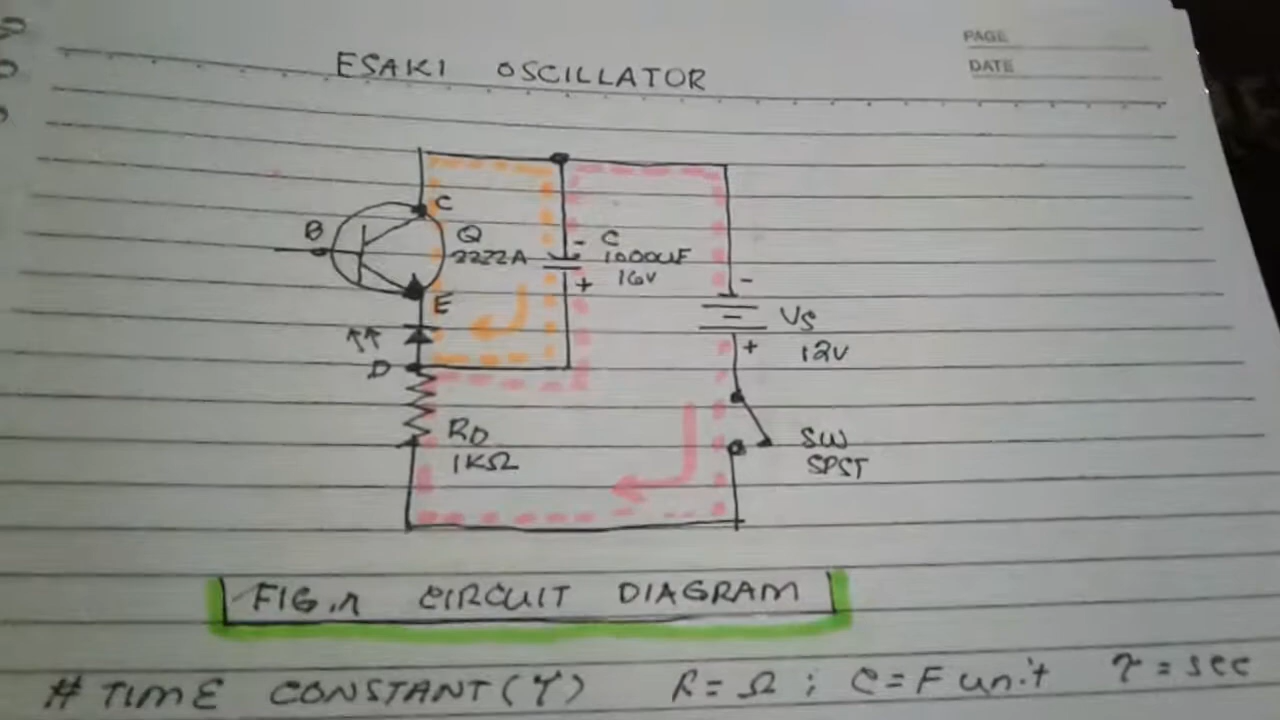 PAGE
DATE
ESAKI OSCILLATOR
C
B
Q
2222A
E
D
- C
1000uF
16V
+
-
VS
12V
+
RD
1KΩ
SW
SPST
FIG.1 CIRCUIT DIAGRAM
# TIME CONSTANT (τ) R = Ω ; C = F unit τ = sec